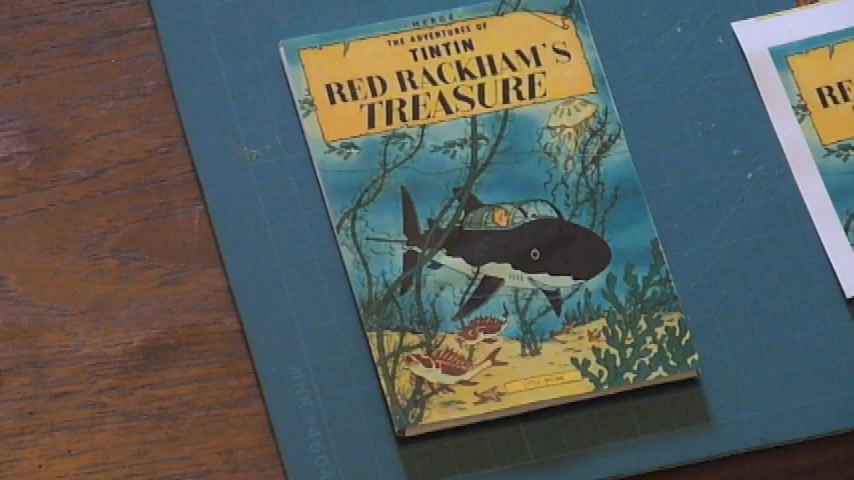 HERGÉ
THE ADVENTURES OF
TINTIN
RED RACKHAM'S
TREASURE
RE